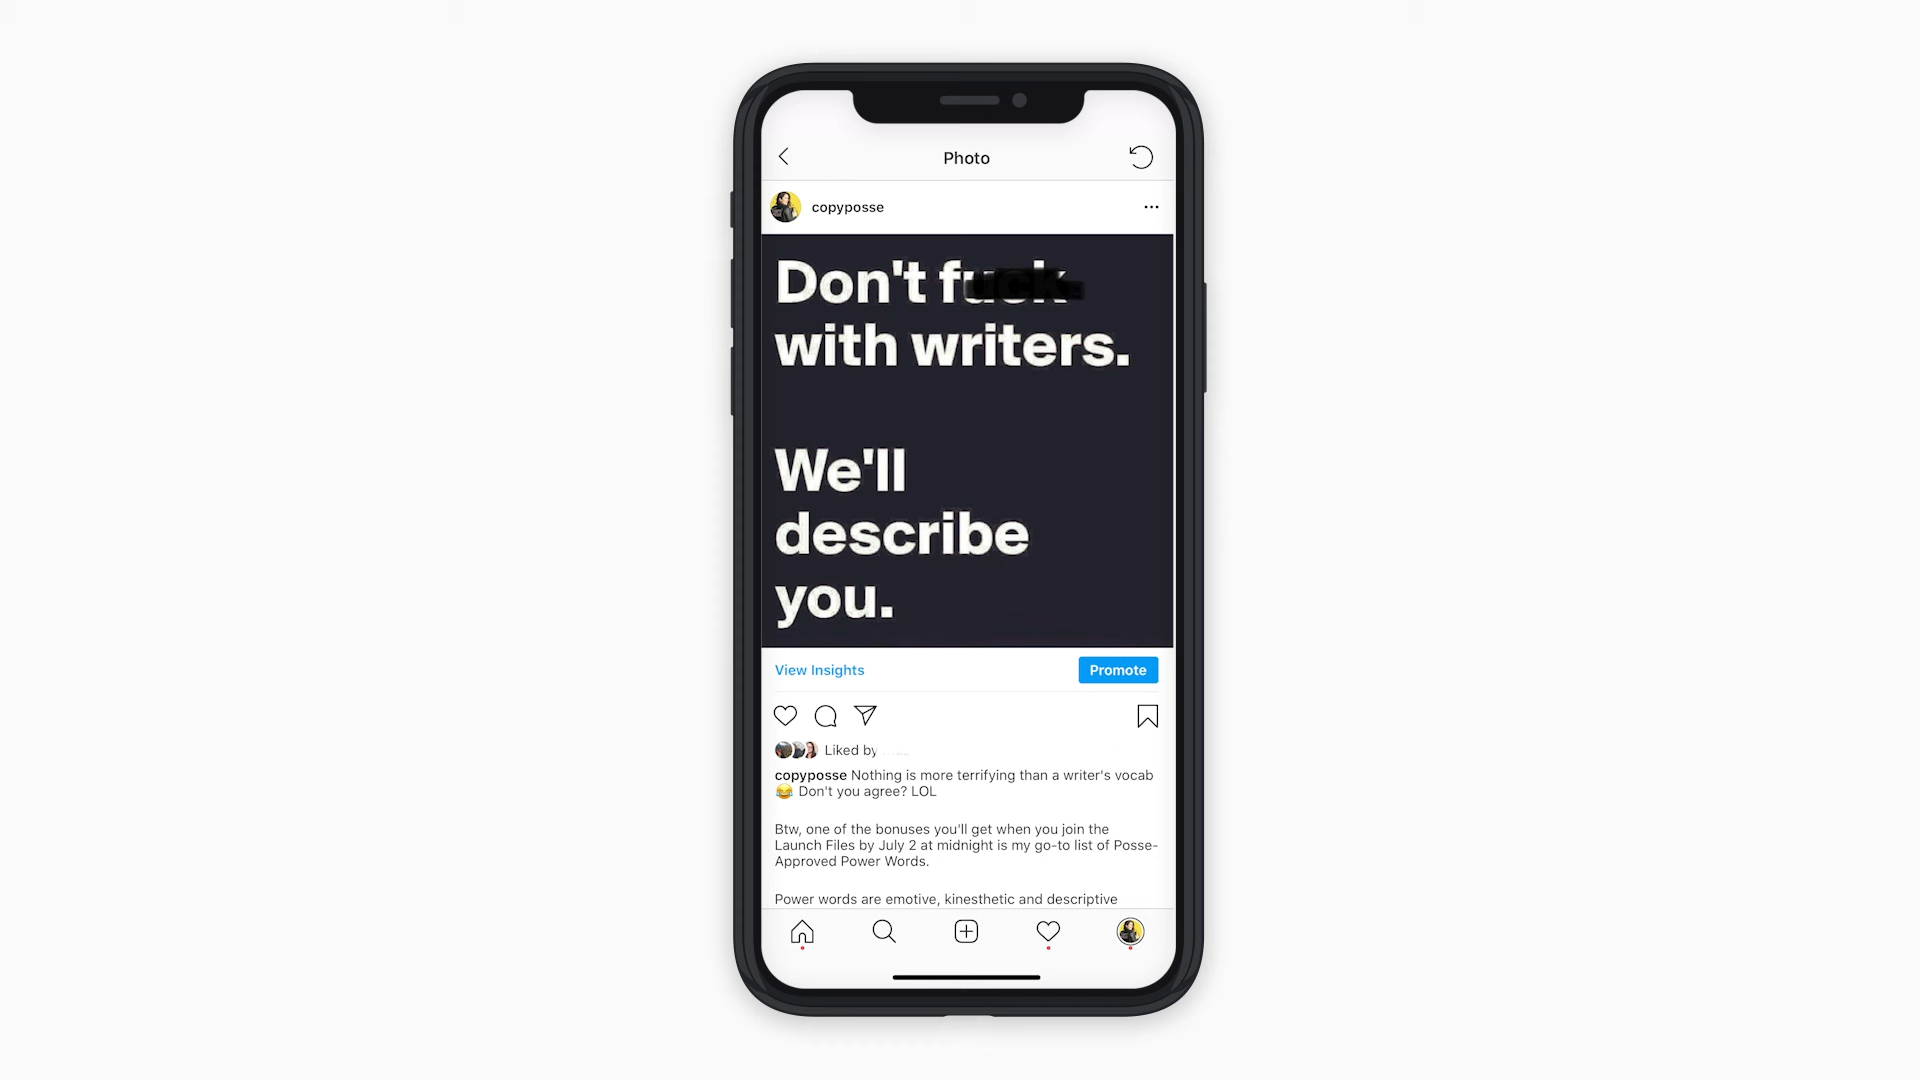 Photo
copyposse
Don't fuck
with writers.
We'll
describe
you.
View Insights
Promote
Liked by
copyposse Nothing is more terrifying than a writer's vocab
😂 Don't you agree? LOL
Btw, one of the bonuses you'll get when you join the
Launch Files by July 2 at midnight is my go-to list of Posse-
Approved Power Words.
Power words are emotive, kinesthetic and descriptive